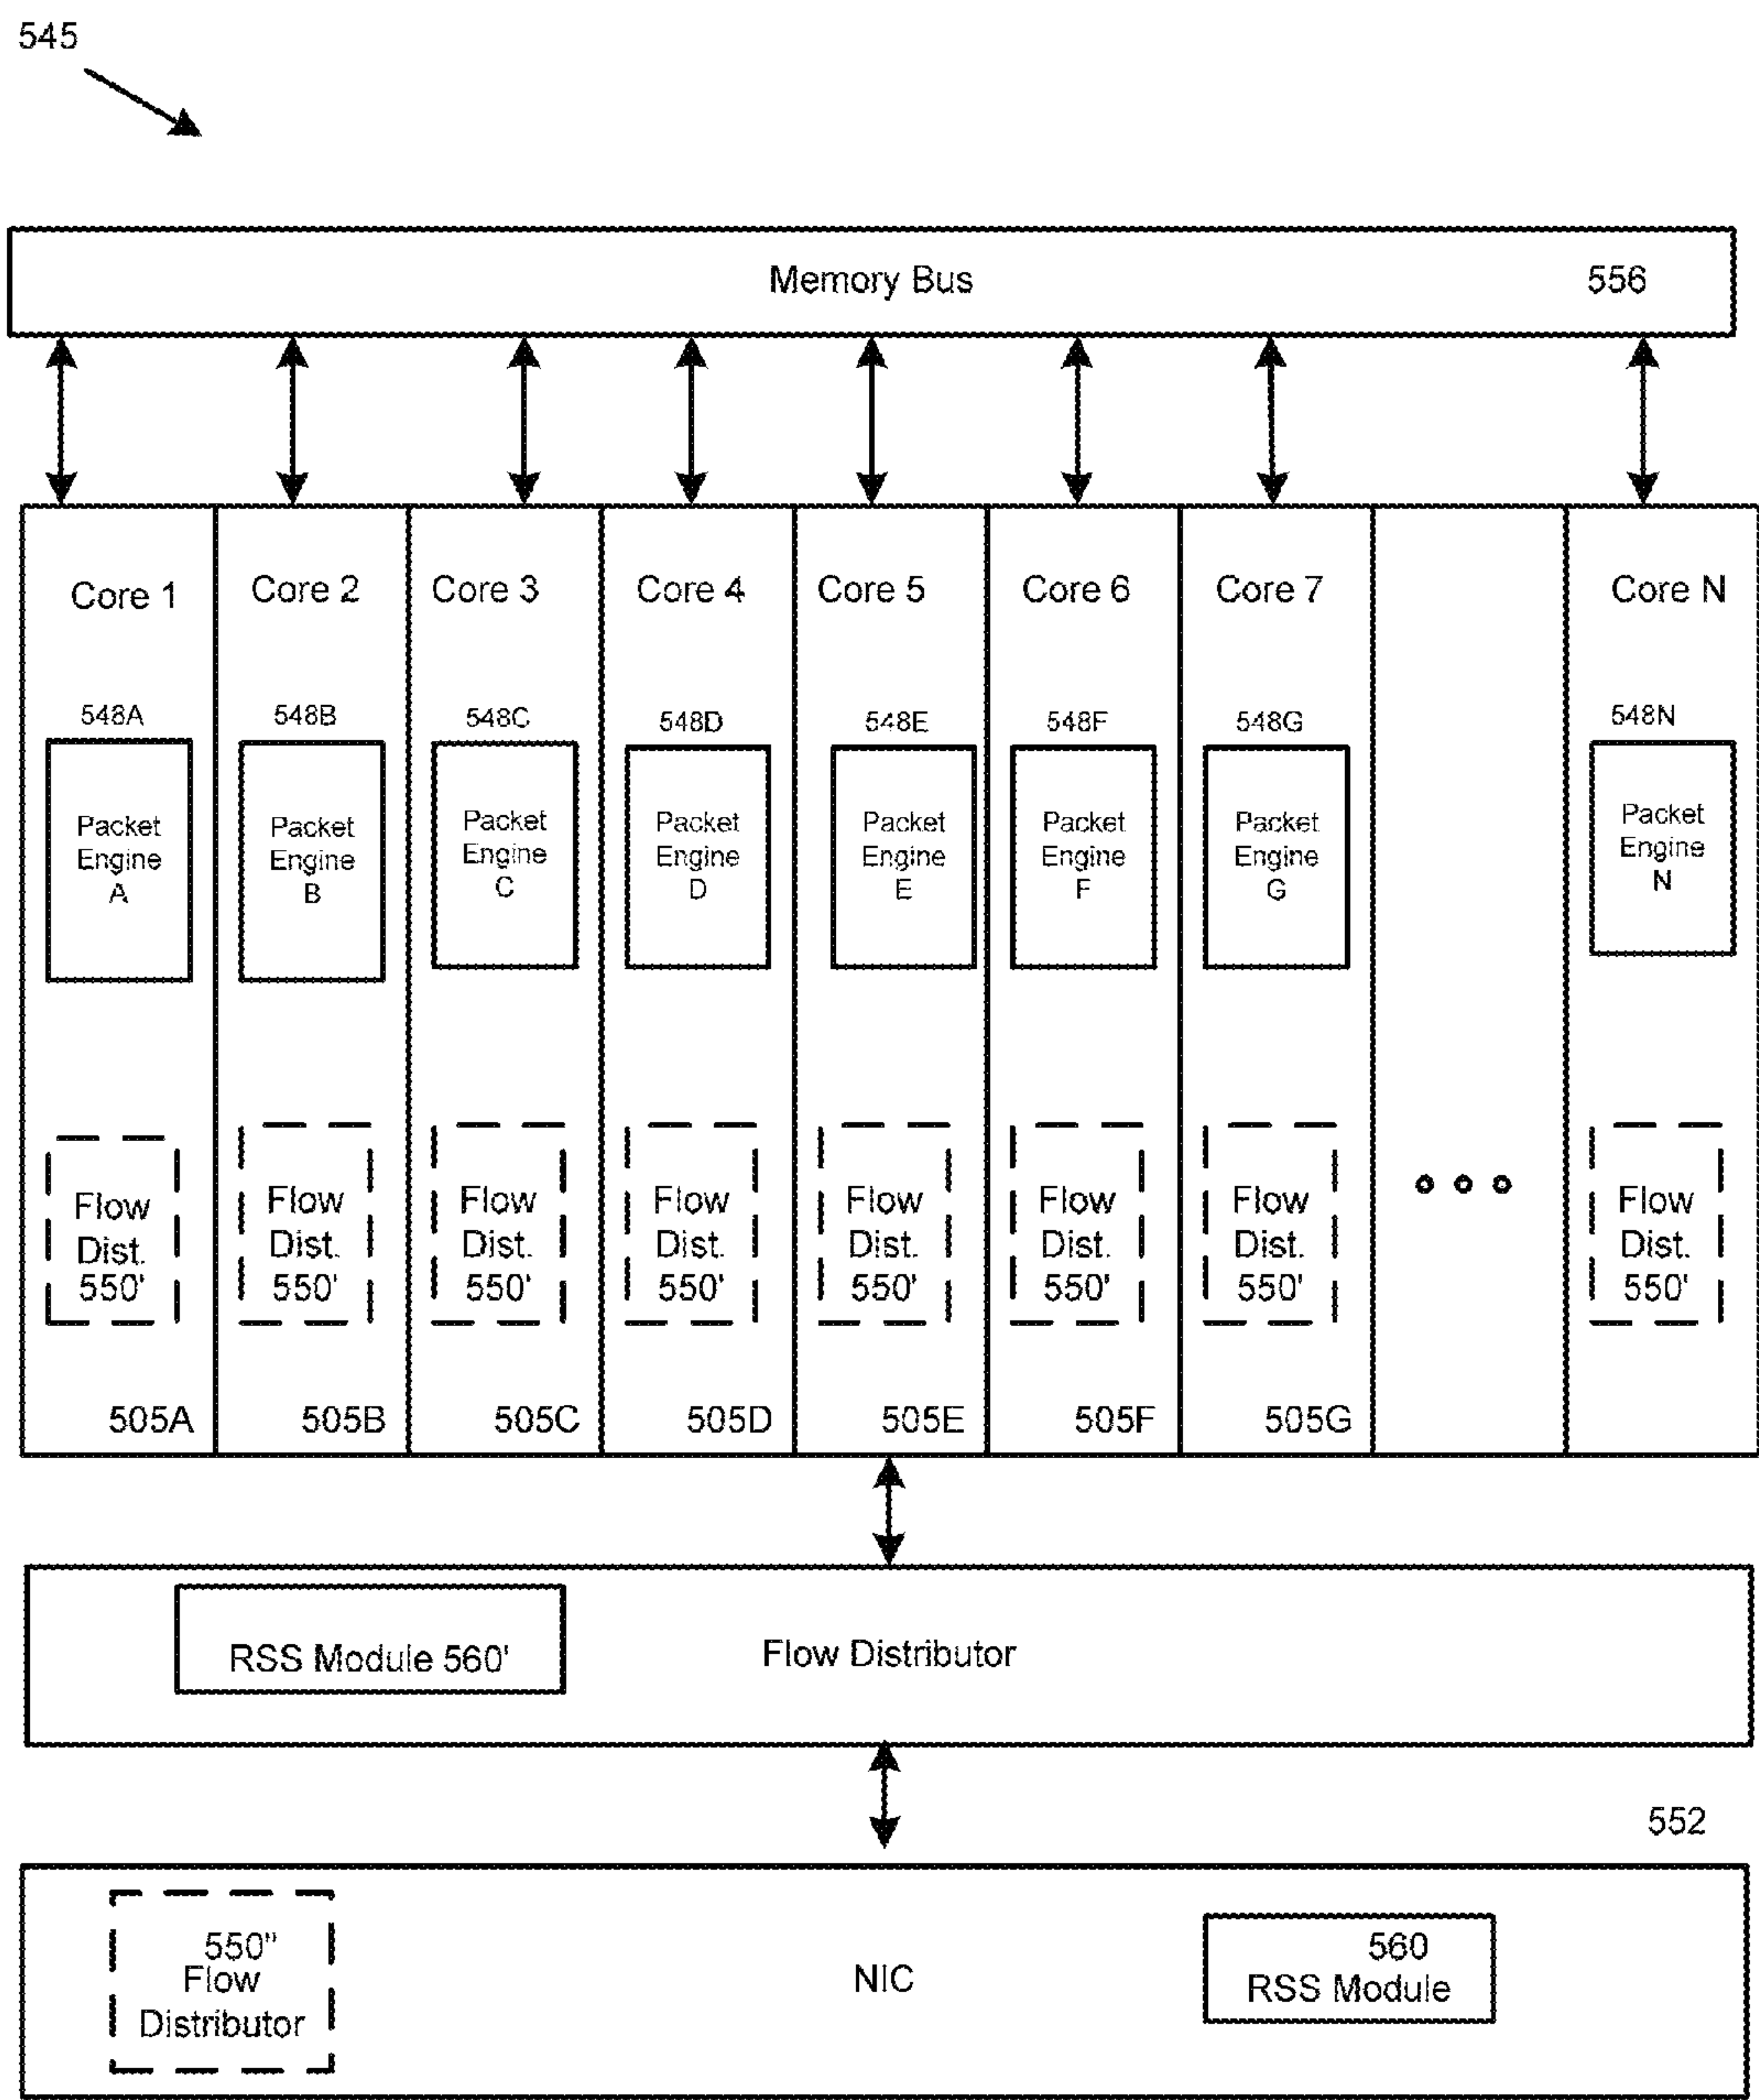 545
Memory Bus 556
Core 1 Core 2 Core 3 Core 4 Core 5 Core 6 Core 7 Core N
548A 548B 548C 548D 548E 548F 548G 548N
Packet Packet Packet Packet Packet Packet Packet Packet
Engine Engine Engine Engine Engine Engine Engine Engine
A B C D E F G N
Flow Flow Flow Flow Flow Flow Flow Flow
Dist. Dist. Dist. Dist. Dist. Dist. Dist. Dist.
550' 550' 550' 550' 550' 550' 550' 550'
505A 505B 505C 505D 505E 505F 505G
RSS Module 560' Flow Distributor
552
550"
Flow
Distributor
NIC
560
RSS Module